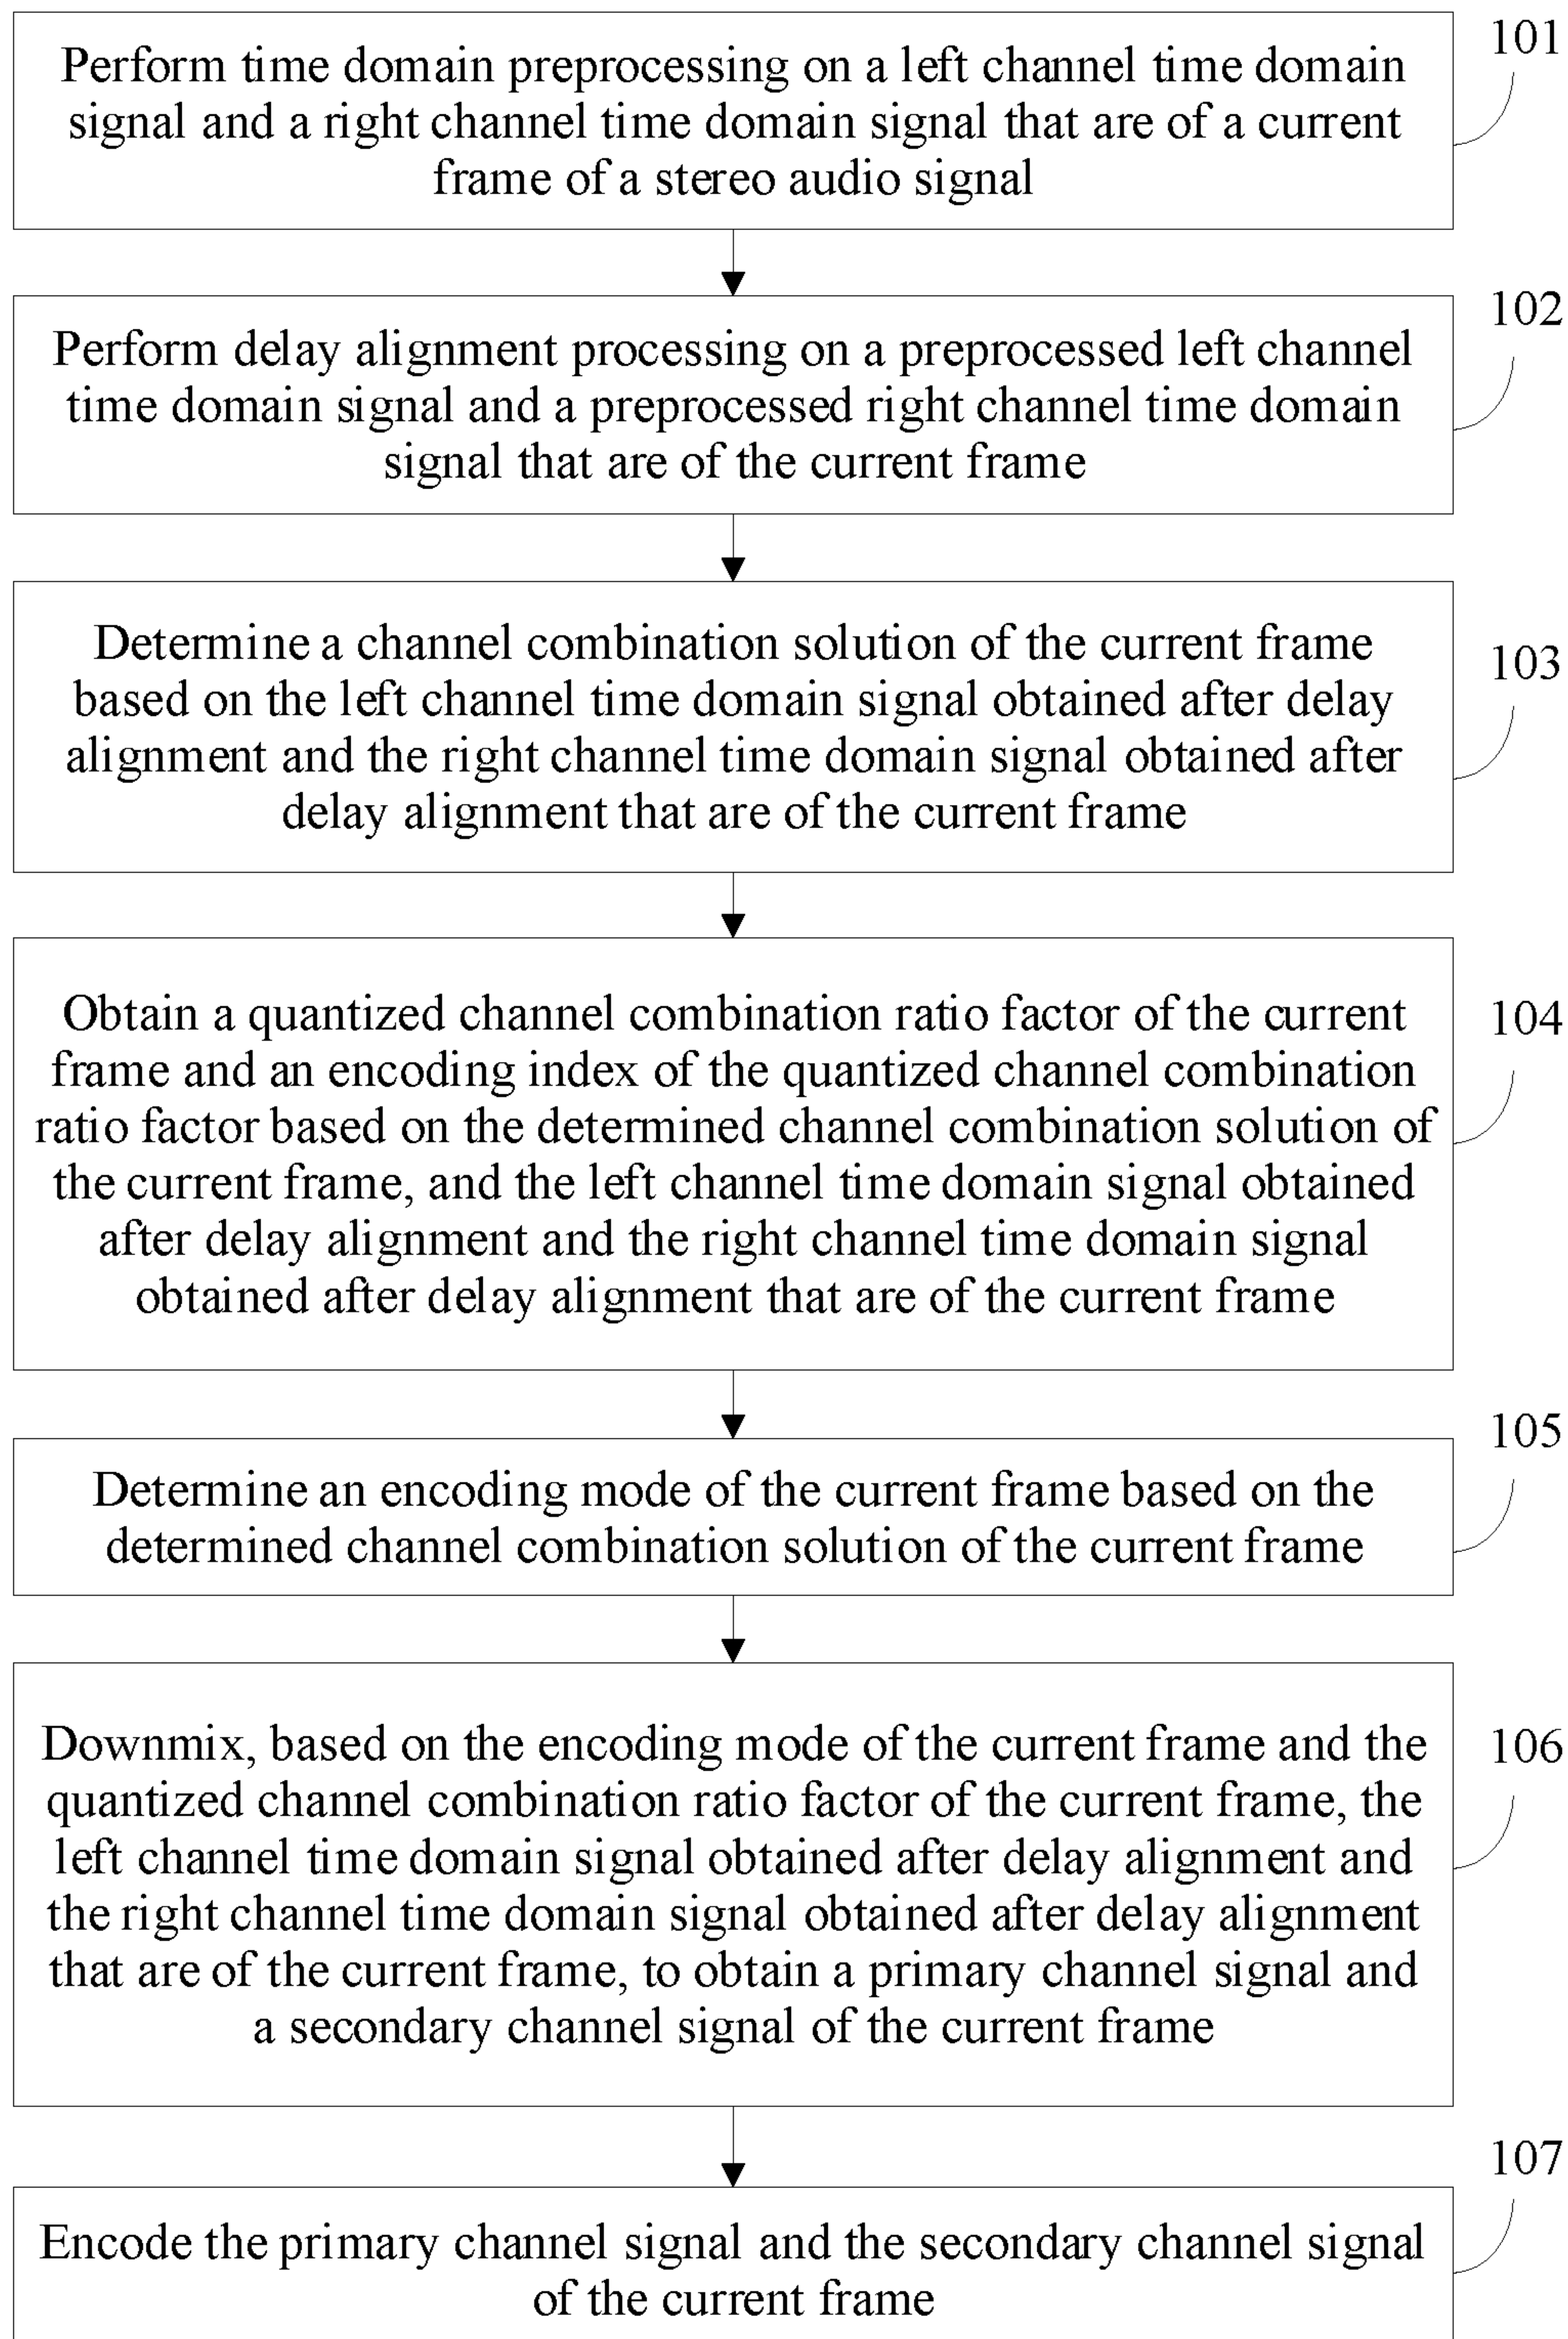 101
Perform time domain preprocessing on a left channel time domain
signal and a right channel time domain signal that are of a current
frame of a stereo audio signal
102
Perform delay alignment processing on a preprocessed left channel
time domain signal and a preprocessed right channel time domain
signal that are of the current frame
103
Determine a channel combination solution of the current frame
based on the left channel time domain signal obtained after delay
alignment and the right channel time domain signal obtained after
delay alignment that are of the current frame
104
Obtain a quantized channel combination ratio factor of the current
frame and an encoding index of the quantized channel combination
ratio factor based on the determined channel combination solution of
the current frame, and the left channel time domain signal obtained
after delay alignment and the right channel time domain signal
obtained after delay alignment that are of the current frame
105
Determine an encoding mode of the current frame based on the
determined channel combination solution of the current frame
106
Downmix, based on the encoding mode of the current frame and the
quantized channel combination ratio factor of the current frame, the
left channel time domain signal obtained after delay alignment and
the right channel time domain signal obtained after delay alignment
that are of the current frame, to obtain a primary channel signal and
a secondary channel signal of the current frame
107
Encode the primary channel signal and the secondary channel signal
of the current frame